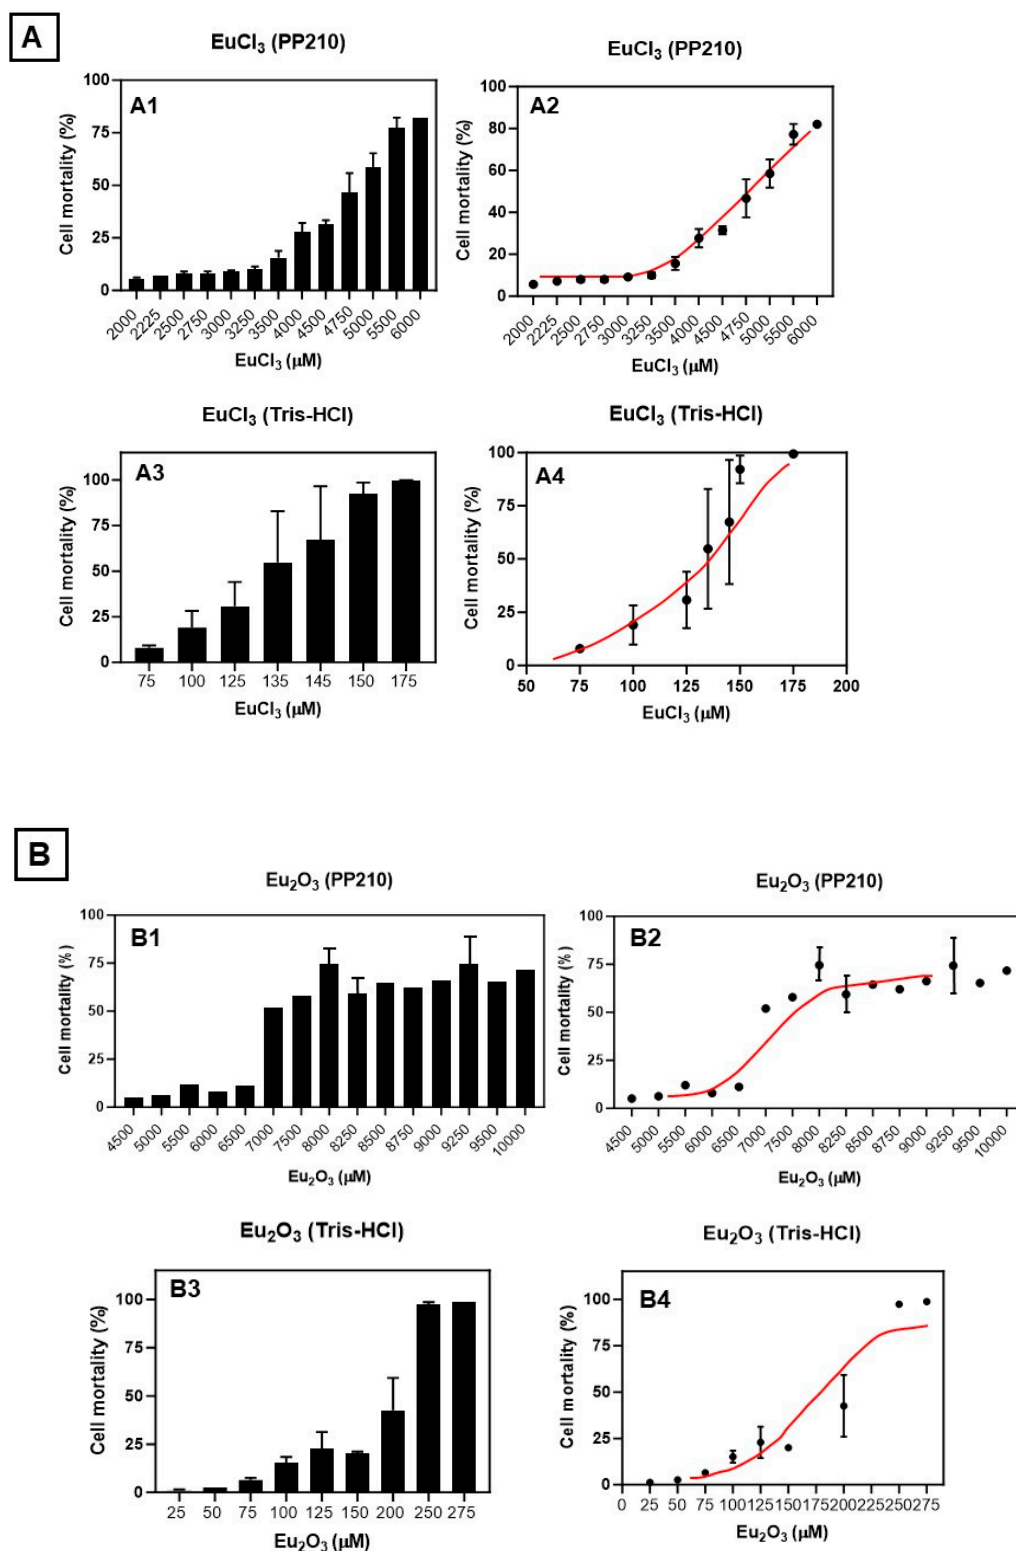 A
EuCl₃ (PP210)
A1
Cell mortality (%)
100
75
50
25
0
2000 2225 2500 2750 3000 3250 3500 4000 4500 4750 5000 5500 6000
EuCl₃ (μM)
EuCl₃ (PP210)
A2
Cell mortality (%)
100
80
60
40
20
0
2000 2225 2500 2750 3000 3250 3500 4000 4500 4750 5000 5500 6000
EuCl₃ (μM)
EuCl₃ (Tris-HCl)
A3
Cell mortality (%)
100
75
50
25
0
75 100 125 135 145 150 175
EuCl₃ (μM)
EuCl₃ (Tris-HCl)
A4
Cell mortality (%)
100
75
50
25
0
50 75 100 125 150 175 200
EuCl₃ (μM)
B
Eu₂O₃ (PP210)
B1
Cell mortality (%)
100
75
50
25
0
4500 5000 5500 6000 6500 7000 7500 8000 8250 8500 8750 9000 9250 9500 10000
Eu₂O₃ (μM)
Eu₂O₃ (PP210)
B2
Cell mortality (%)
100
75
50
25
0
4500 5000 5500 6000 6500 7000 7500 8000 8250 8500 8750 9000 9250 9500 10000
Eu₂O₃ (μM)
Eu₂O₃ (Tris-HCl)
B3
Cell mortality (%)
100
75
50
25
0
25 50 75 100 125 150 200 250 275
Eu₂O₃ (μM)
Eu₂O₃ (Tris-HCl)
B4
Cell mortality (%)
100
75
50
25
0
0 25 50 75 100 125 150 175 200 225 250 275
Eu₂O₃ (μM)